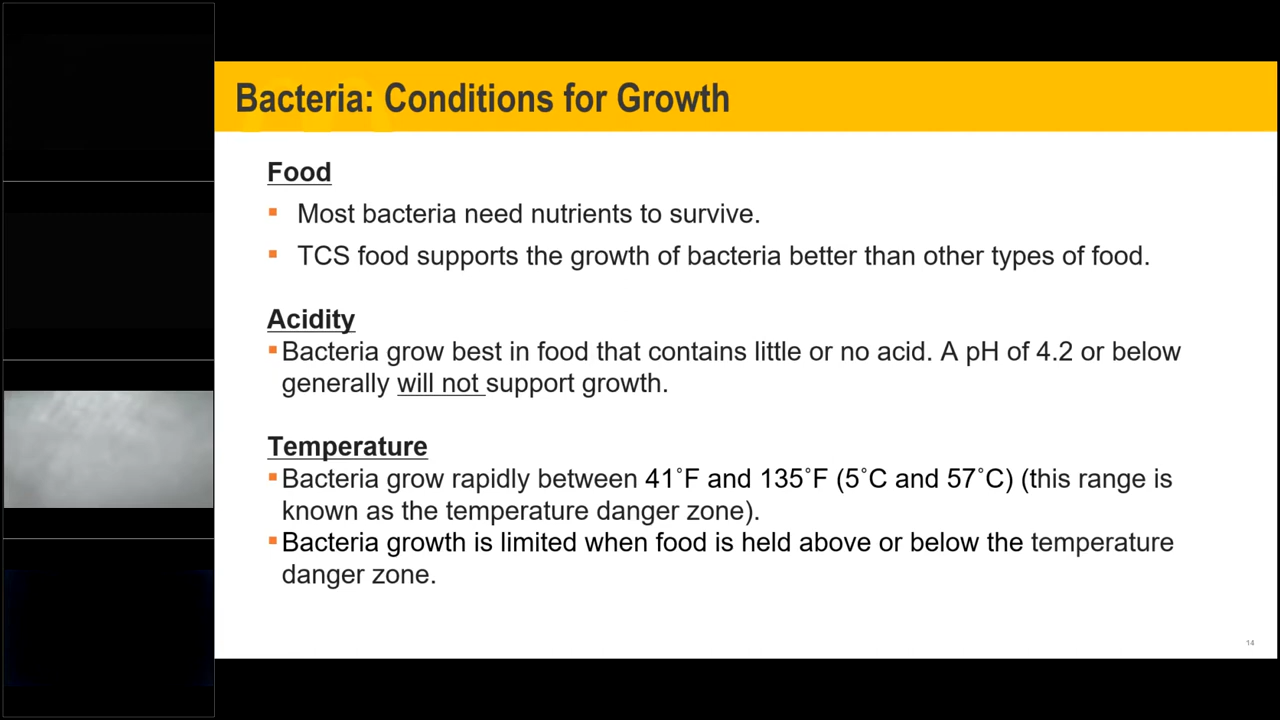 Bacteria: Conditions for Growth
Food
▪ Most bacteria need nutrients to survive.
▪ TCS food supports the growth of bacteria better than other types of food.
Acidity
▪Bacteria grow best in food that contains little or no acid. A pH of 4.2 or below
generally will not support growth.
Temperature
▪Bacteria grow rapidly between 41˚F and 135˚F (5˚C and 57˚C) (this range is
known as the temperature danger zone).
▪Bacteria growth is limited when food is held above or below the temperature
danger zone.
14